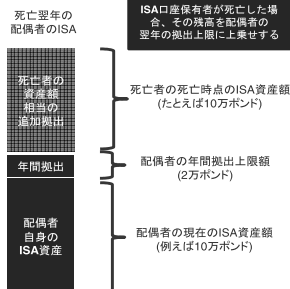 死亡翌年の
配偶者のISA
ISA口座保有者が死亡した場
合、その残高を配偶者の
翌年の拠出上限に上乗せする
死亡者の
資産額
相当の
追加拠出
死亡者の死亡時点のISA資産額
(たとえば10万ポンド)
年間拠出
配偶者の年間拠出上限額
(2万ポンド)
配偶者
自身の
ISA資産
配偶者の現在のISA資産額
(例えば10万ポンド)